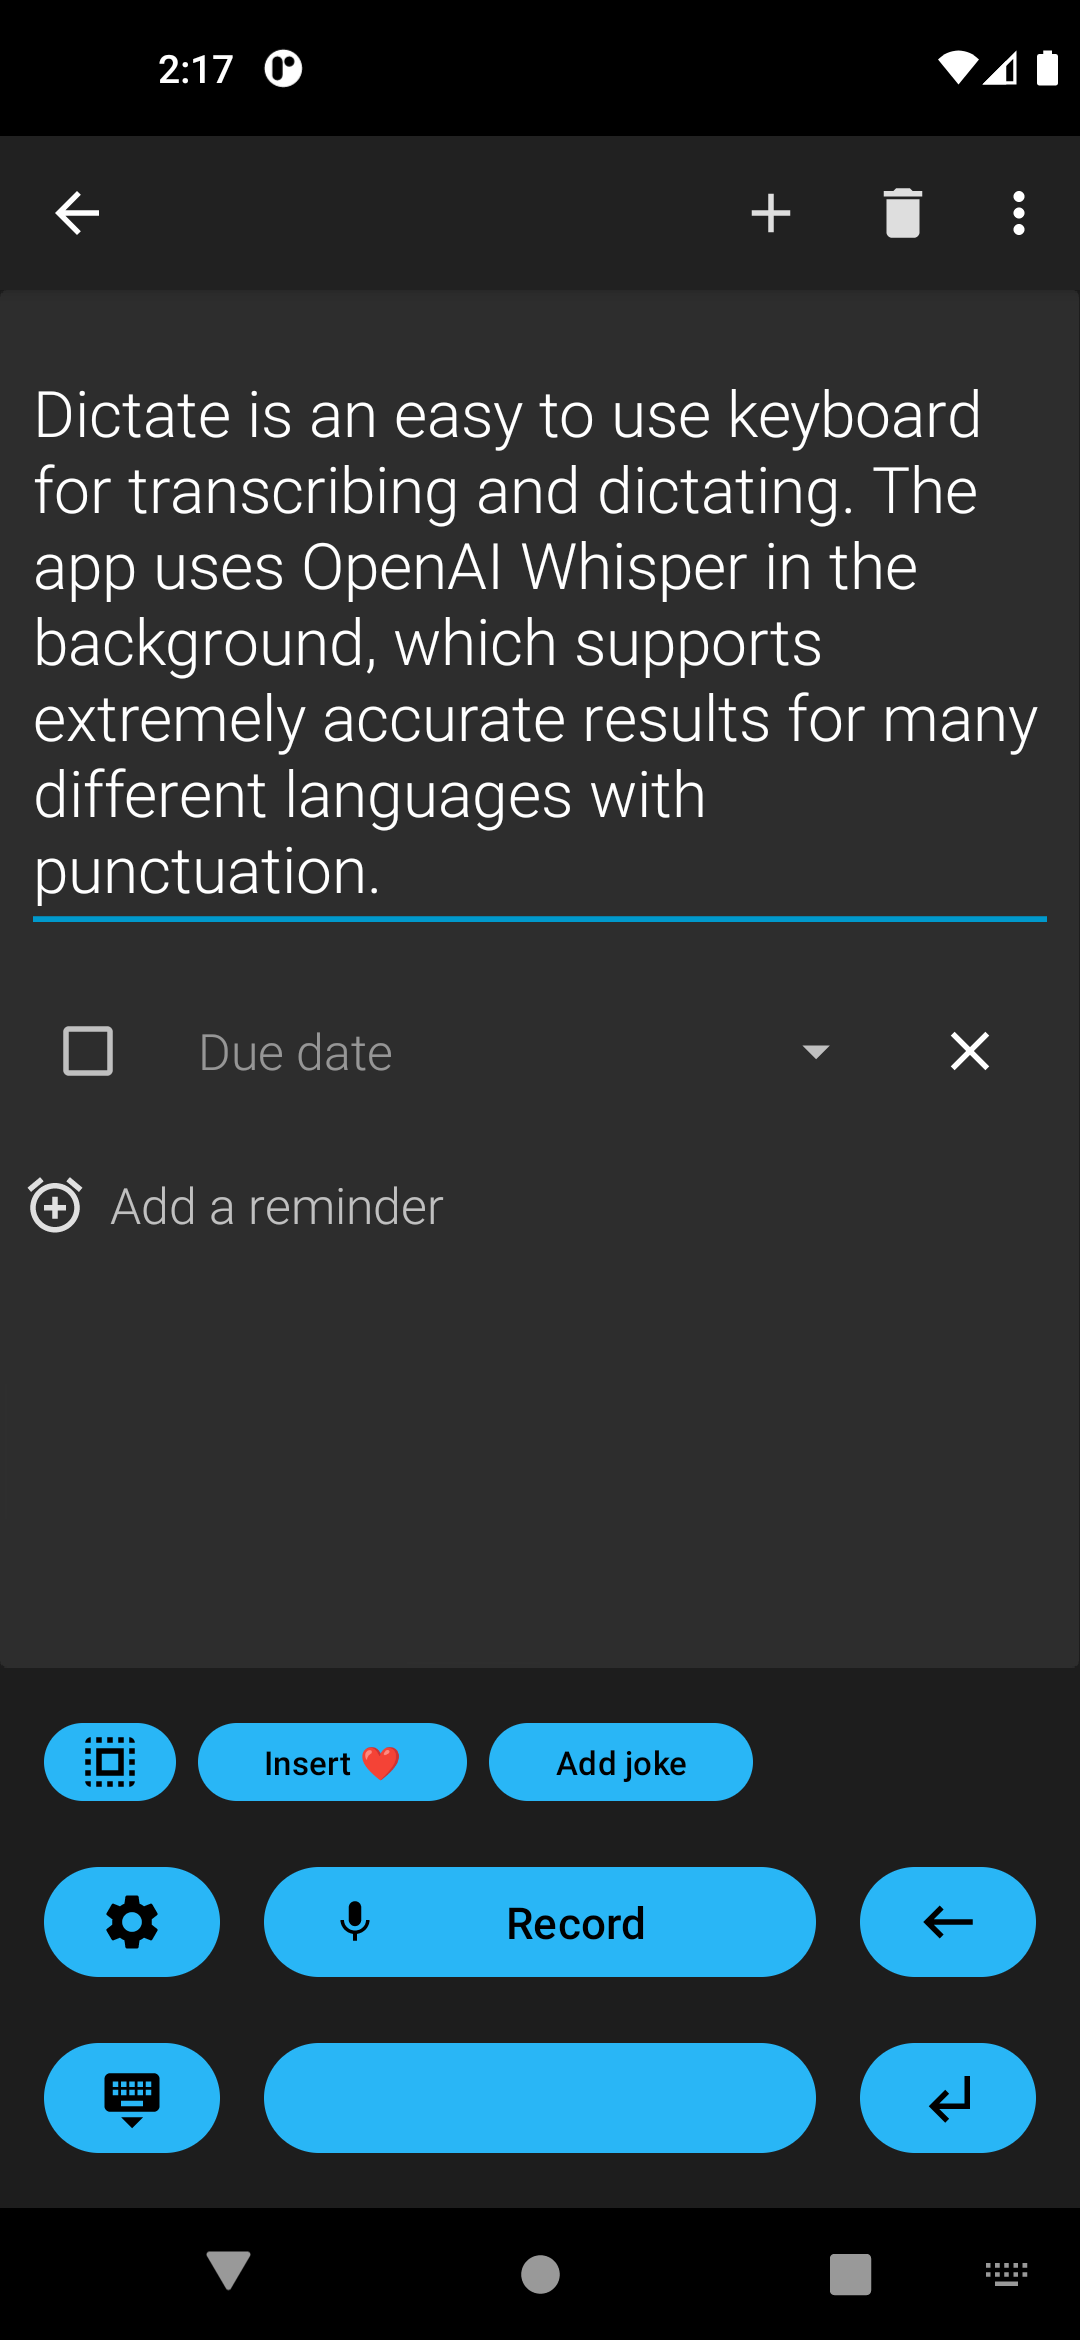 2:17
Dictate is an easy to use keyboard
for transcribing and dictating. The
app uses OpenAI Whisper in the
background, which supports
extremely accurate results for many
different languages with
punctuation.
Due date
Add a reminder
Insert ❤️ Add joke
Record